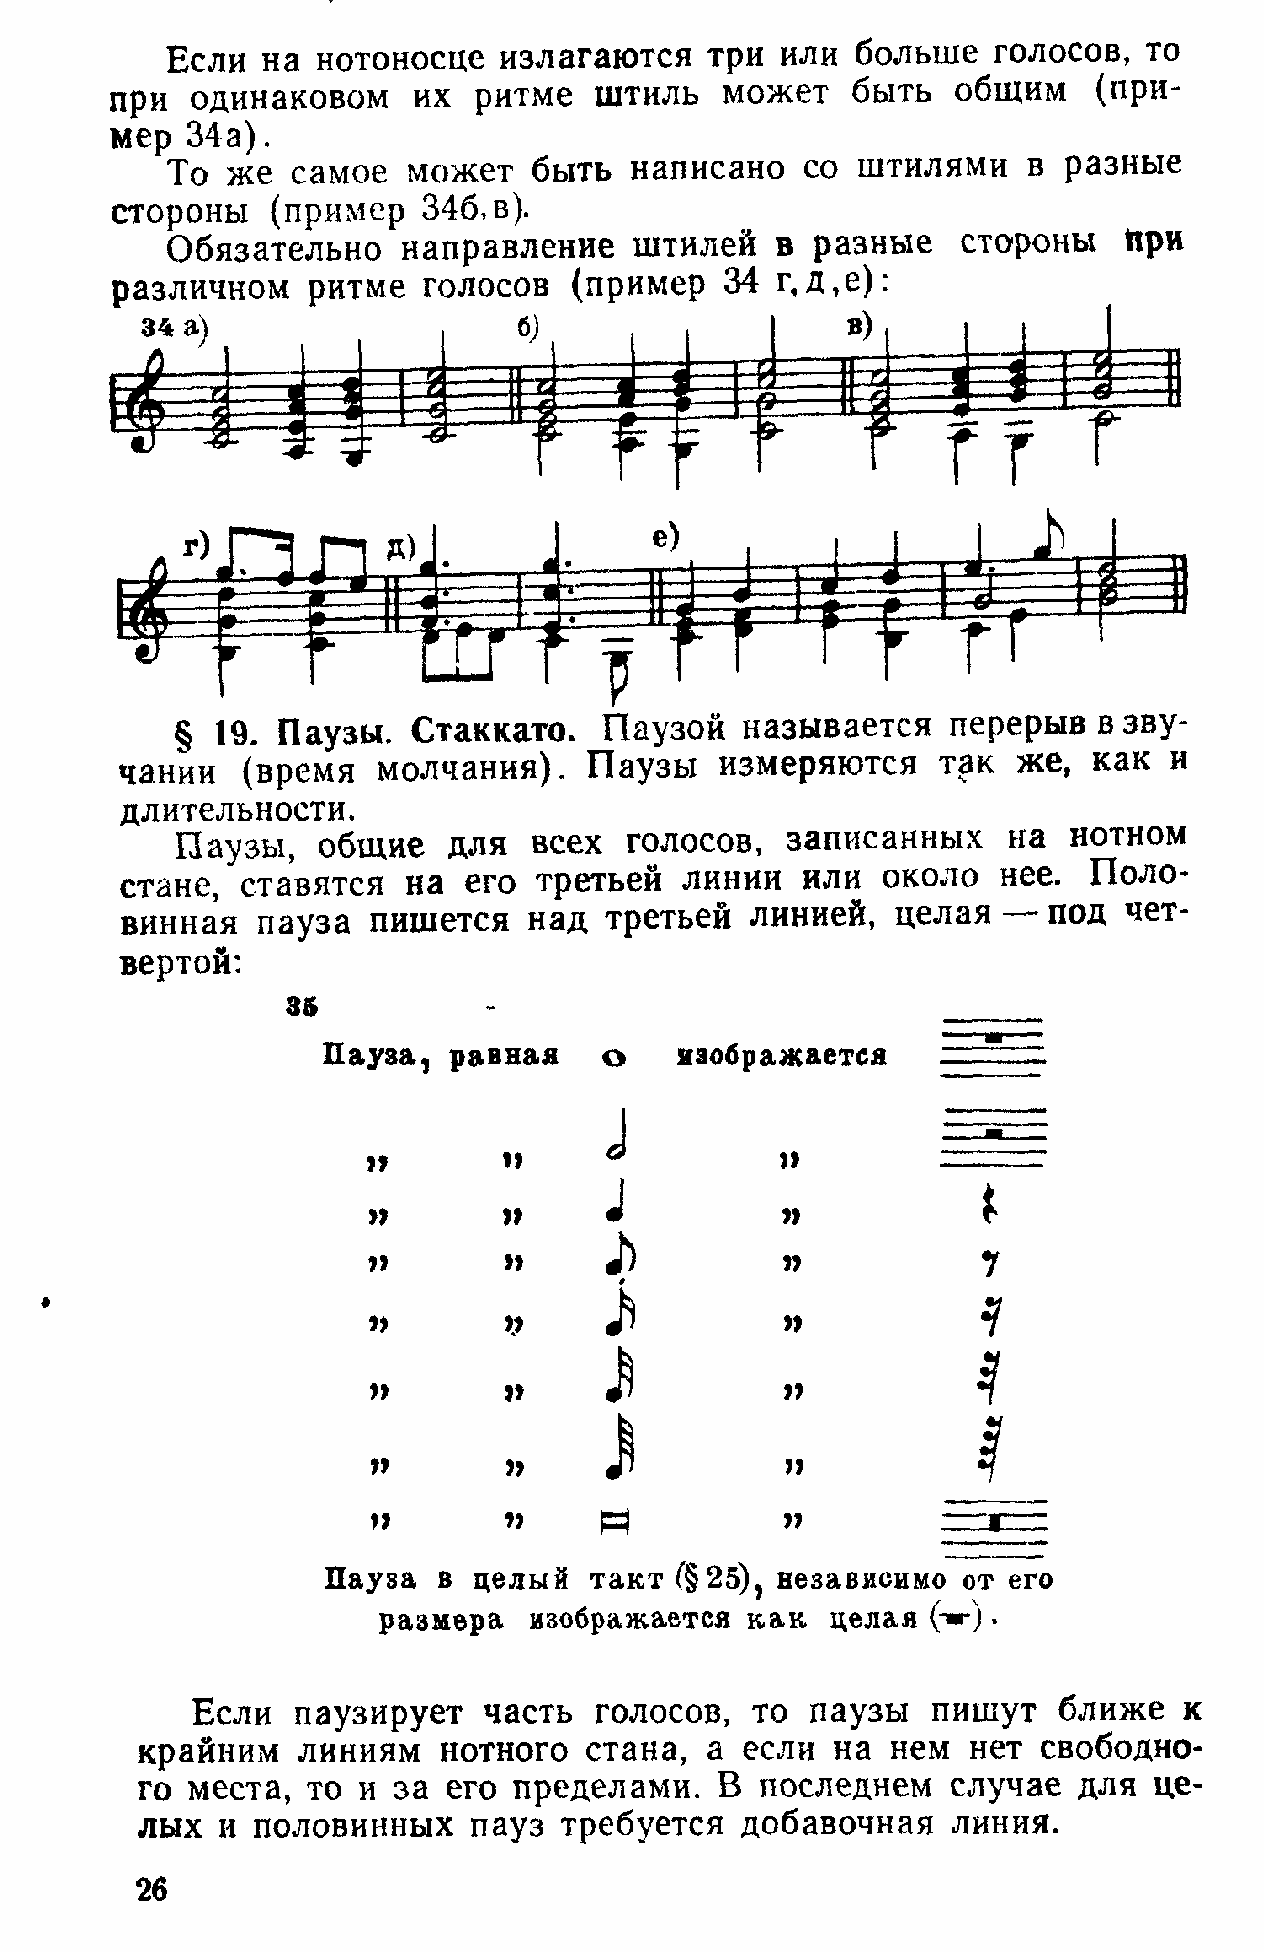 Если на нотоносце излагаются три или больше голосов, то
при одинаковом их ритме штиль может быть общим (при-
мер 34а).
То же самое может быть написано со штилями в разные
стороны (пример 34б,в).
Обязательно направление штилей в разные стороны при
различном ритме голосов (пример 34 г,д,е):
34 а) б) в)
г) д) е)
§ 19. Паузы. Стаккато. Паузой называется перерыв в зву-
чании (время молчания). Паузы измеряются так же, как и
длительности.
Паузы, общие для всех голосов, записанных на нотном
стане, ставятся на его третьей линии или около нее. Поло-
винная пауза пишется над третьей линией, целая — под чет-
вертой:
35
Пауза, равная изображается
„ „ „
„ „ „
„ „ „
„ „ „
„ „ „
„ „ „
„ „ „
Пауза в целый такт (§ 25), независимо от его
размера изображается как целая ( ).
Если паузирует часть голосов, то паузы пишут ближе к
крайним линиям нотного стана, а если на нем нет свободно-
го места, то и за его пределами. В последнем случае для це-
лых и половинных пауз требуется добавочная линия.
26